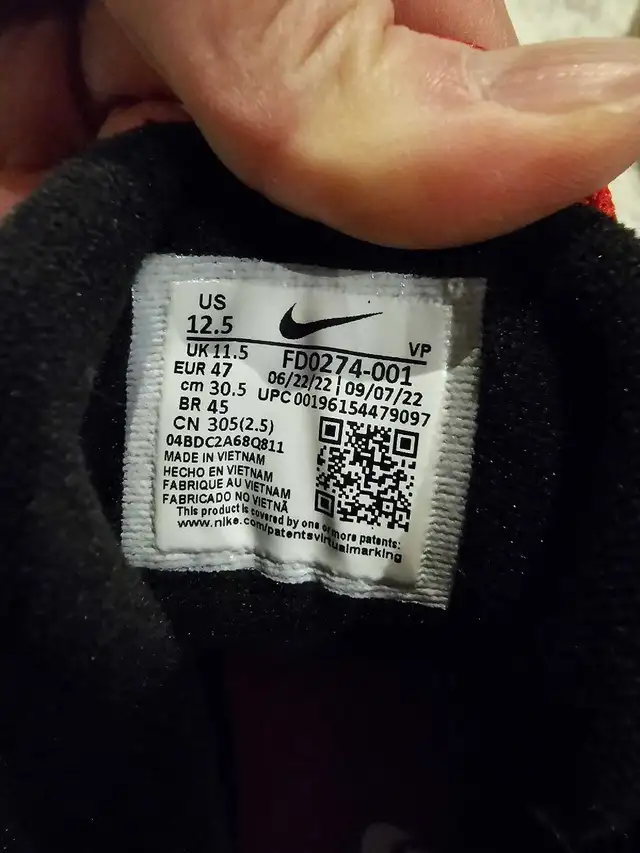 US
12.5
VP
UK 11.5
FD0274-001
EUR 47
06/22/22 | 09/07/22
cm 30.5
UPC 00196154479097
BR 45
CN 305(2.5)
04BDC2A68Q811
MADE IN VIETNAM
HECHO EN VIETNAM
FABRIQUE AU VIETNAM
FABRICADO NO VIETNÃ
This product is covered by one or more patents:
www.nike.com/patentsvirtualmarking